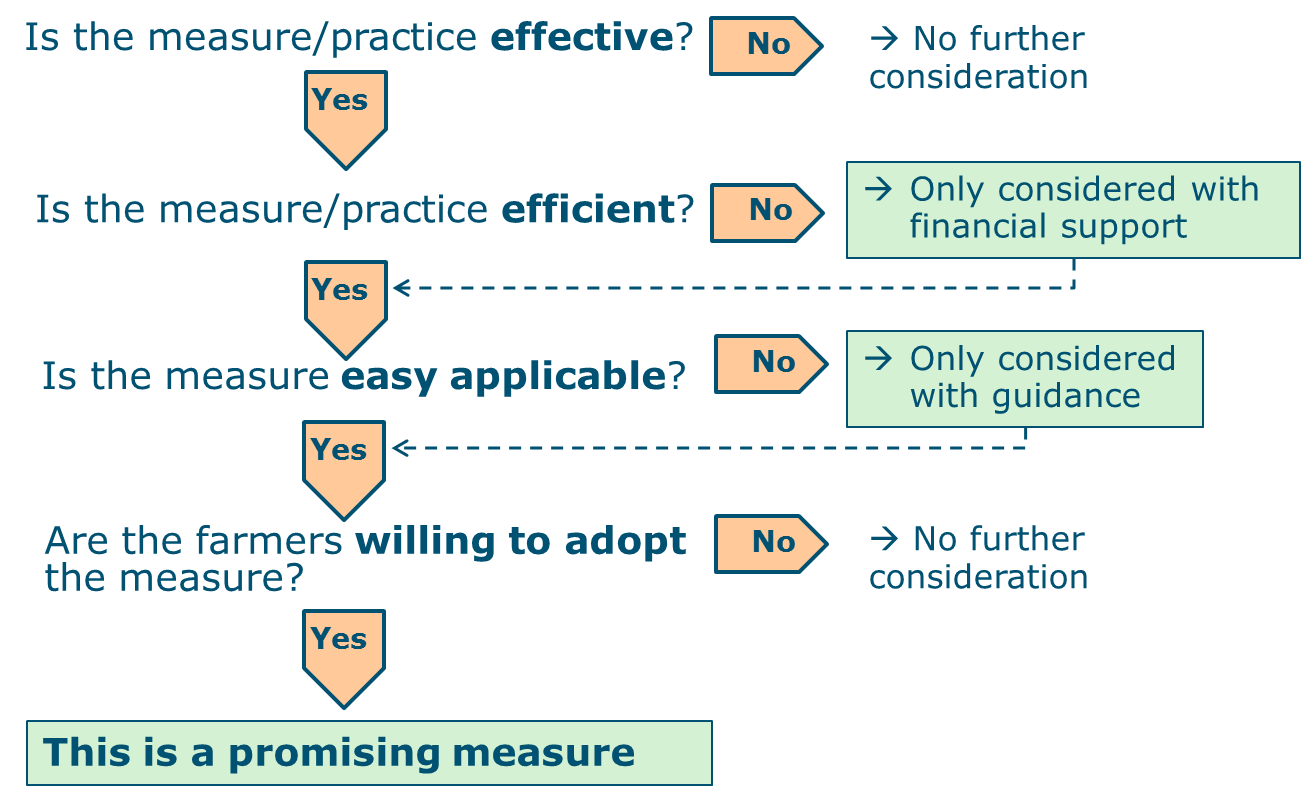 Is the measure/practice effective?
No
→ No further
consideration
Yes
Is the measure/practice efficient?
No
→ Only considered with
financial support
Yes
Is the measure easy applicable?
No
→ Only considered
with guidance
Yes
Are the farmers willing to adopt
the measure?
No
→ No further
consideration
Yes
This is a promising measure